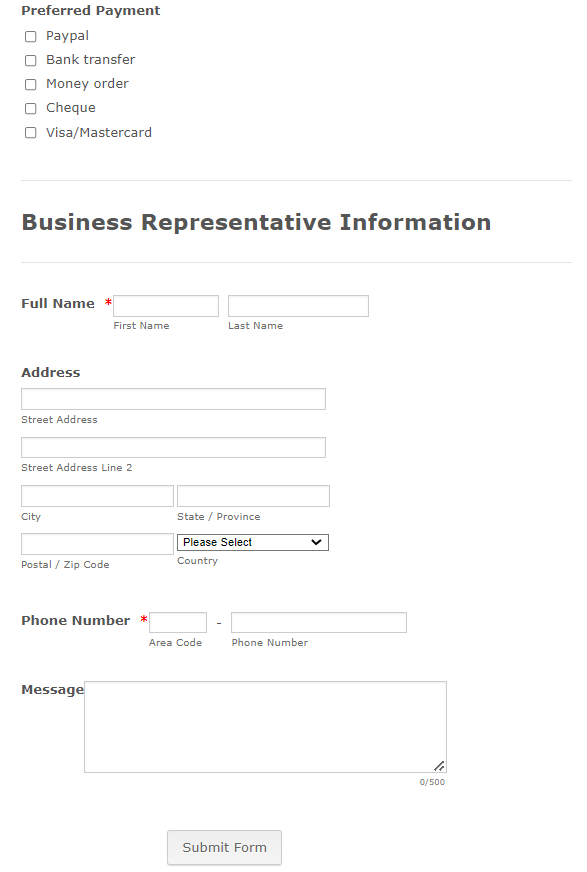 Preferred Payment
Paypal
Bank transfer
Money order
Cheque
Visa/Mastercard
Business Representative Information
Full Name *
First Name Last Name
Address
Street Address
Street Address Line 2
City State / Province
Please Select
Postal / Zip Code Country
Phone Number * -
Area Code Phone Number
Message
0/500
Submit Form